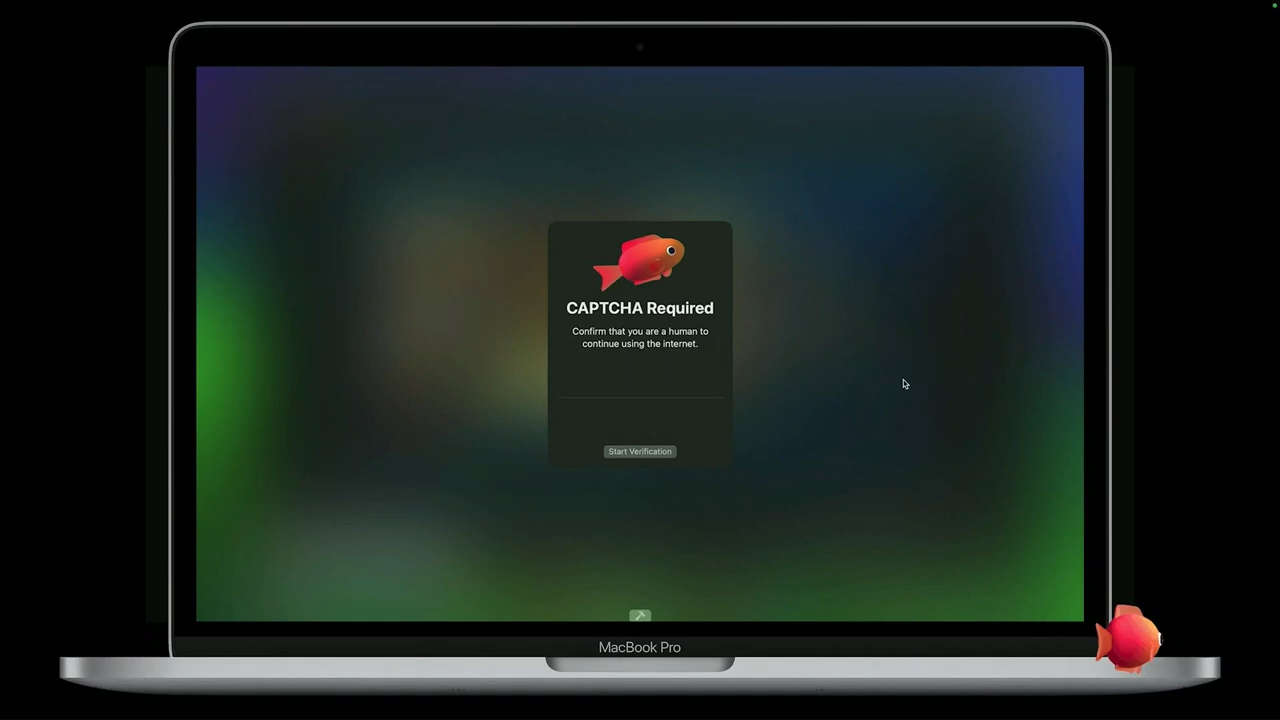 CAPTCHA Required
Confirm that you are a human to
continue using the internet.
Start Verification
MacBook Pro